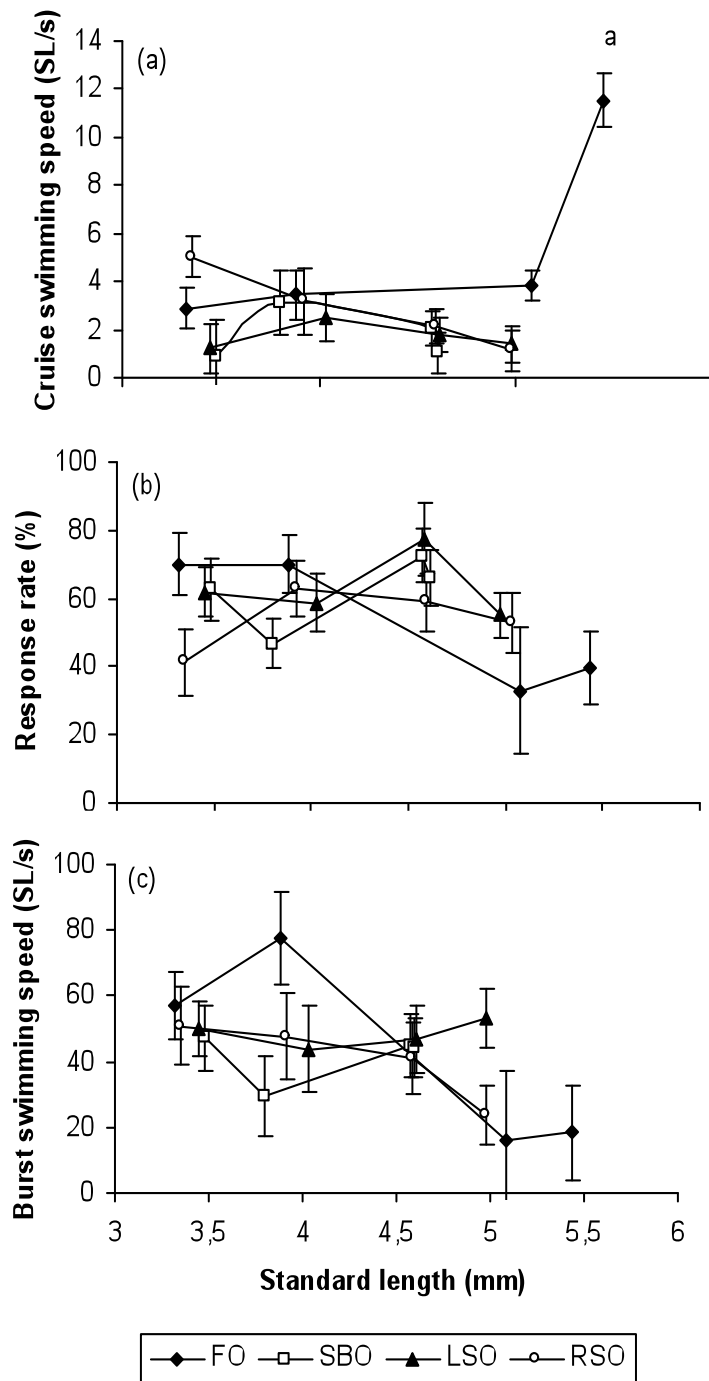 Cruise swimming speed (SL/s)
14
12
10
8
6
4
2
0
(a)
a
Response rate (%)
100
80
60
40
20
0
(b)
Burst swimming speed (SL/s)
100
80
60
40
20
0
(c)
3 3,5 4 4,5 5 5,5 6
Standard length (mm)
FO SBO LSO RSO